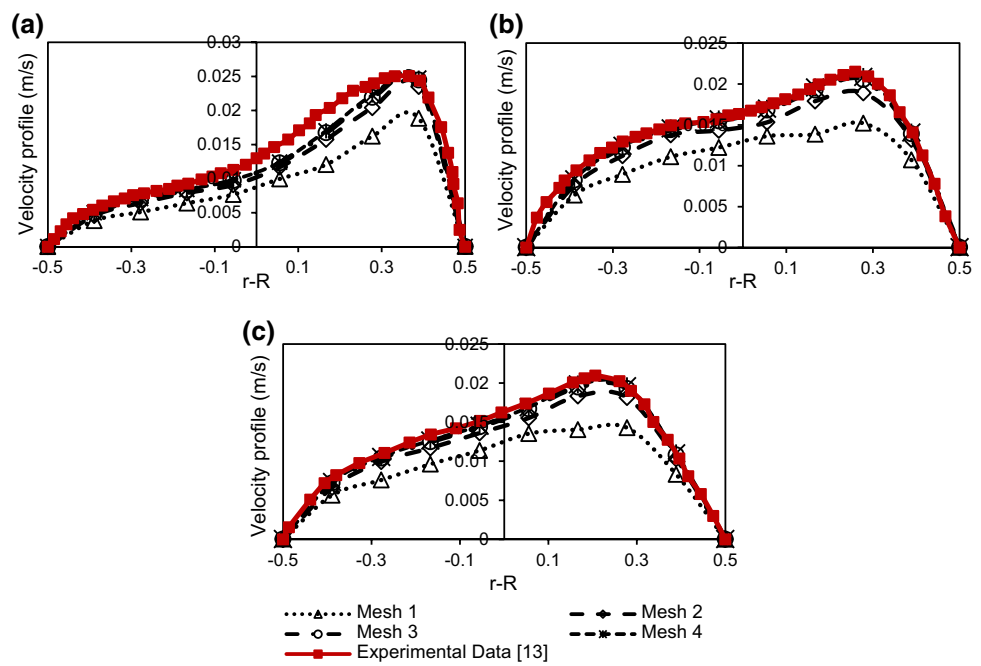 (a)
Velocity profile (m/s)
0.03
0.025
0.02
0.015
0.01
0.005
0
-0.5 -0.3 -0.1 0.1 0.3 0.5
r-R
(b)
Velocity profile (m/s)
0.025
0.02
0.015
0.01
0.005
0
-0.5 -0.3 -0.1 0.1 0.3 0.5
r-R
(c)
Velocity profile (m/s)
0.025
0.02
0.015
0.01
0.005
0
-0.5 -0.3 -0.1 0.1 0.3 0.5
r-R
Mesh 1 Mesh 2
Mesh 3 Mesh 4
Experimental Data [13]